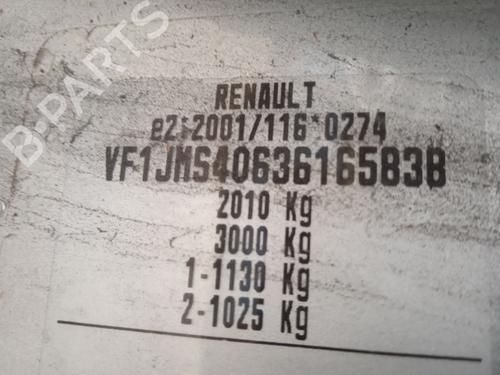 RENAULT
e2*2001/116*0274
VF1JMS40636165838
2010 Kg
3000 Kg
1-1130 Kg
2-1025 Kg
B-PARTS